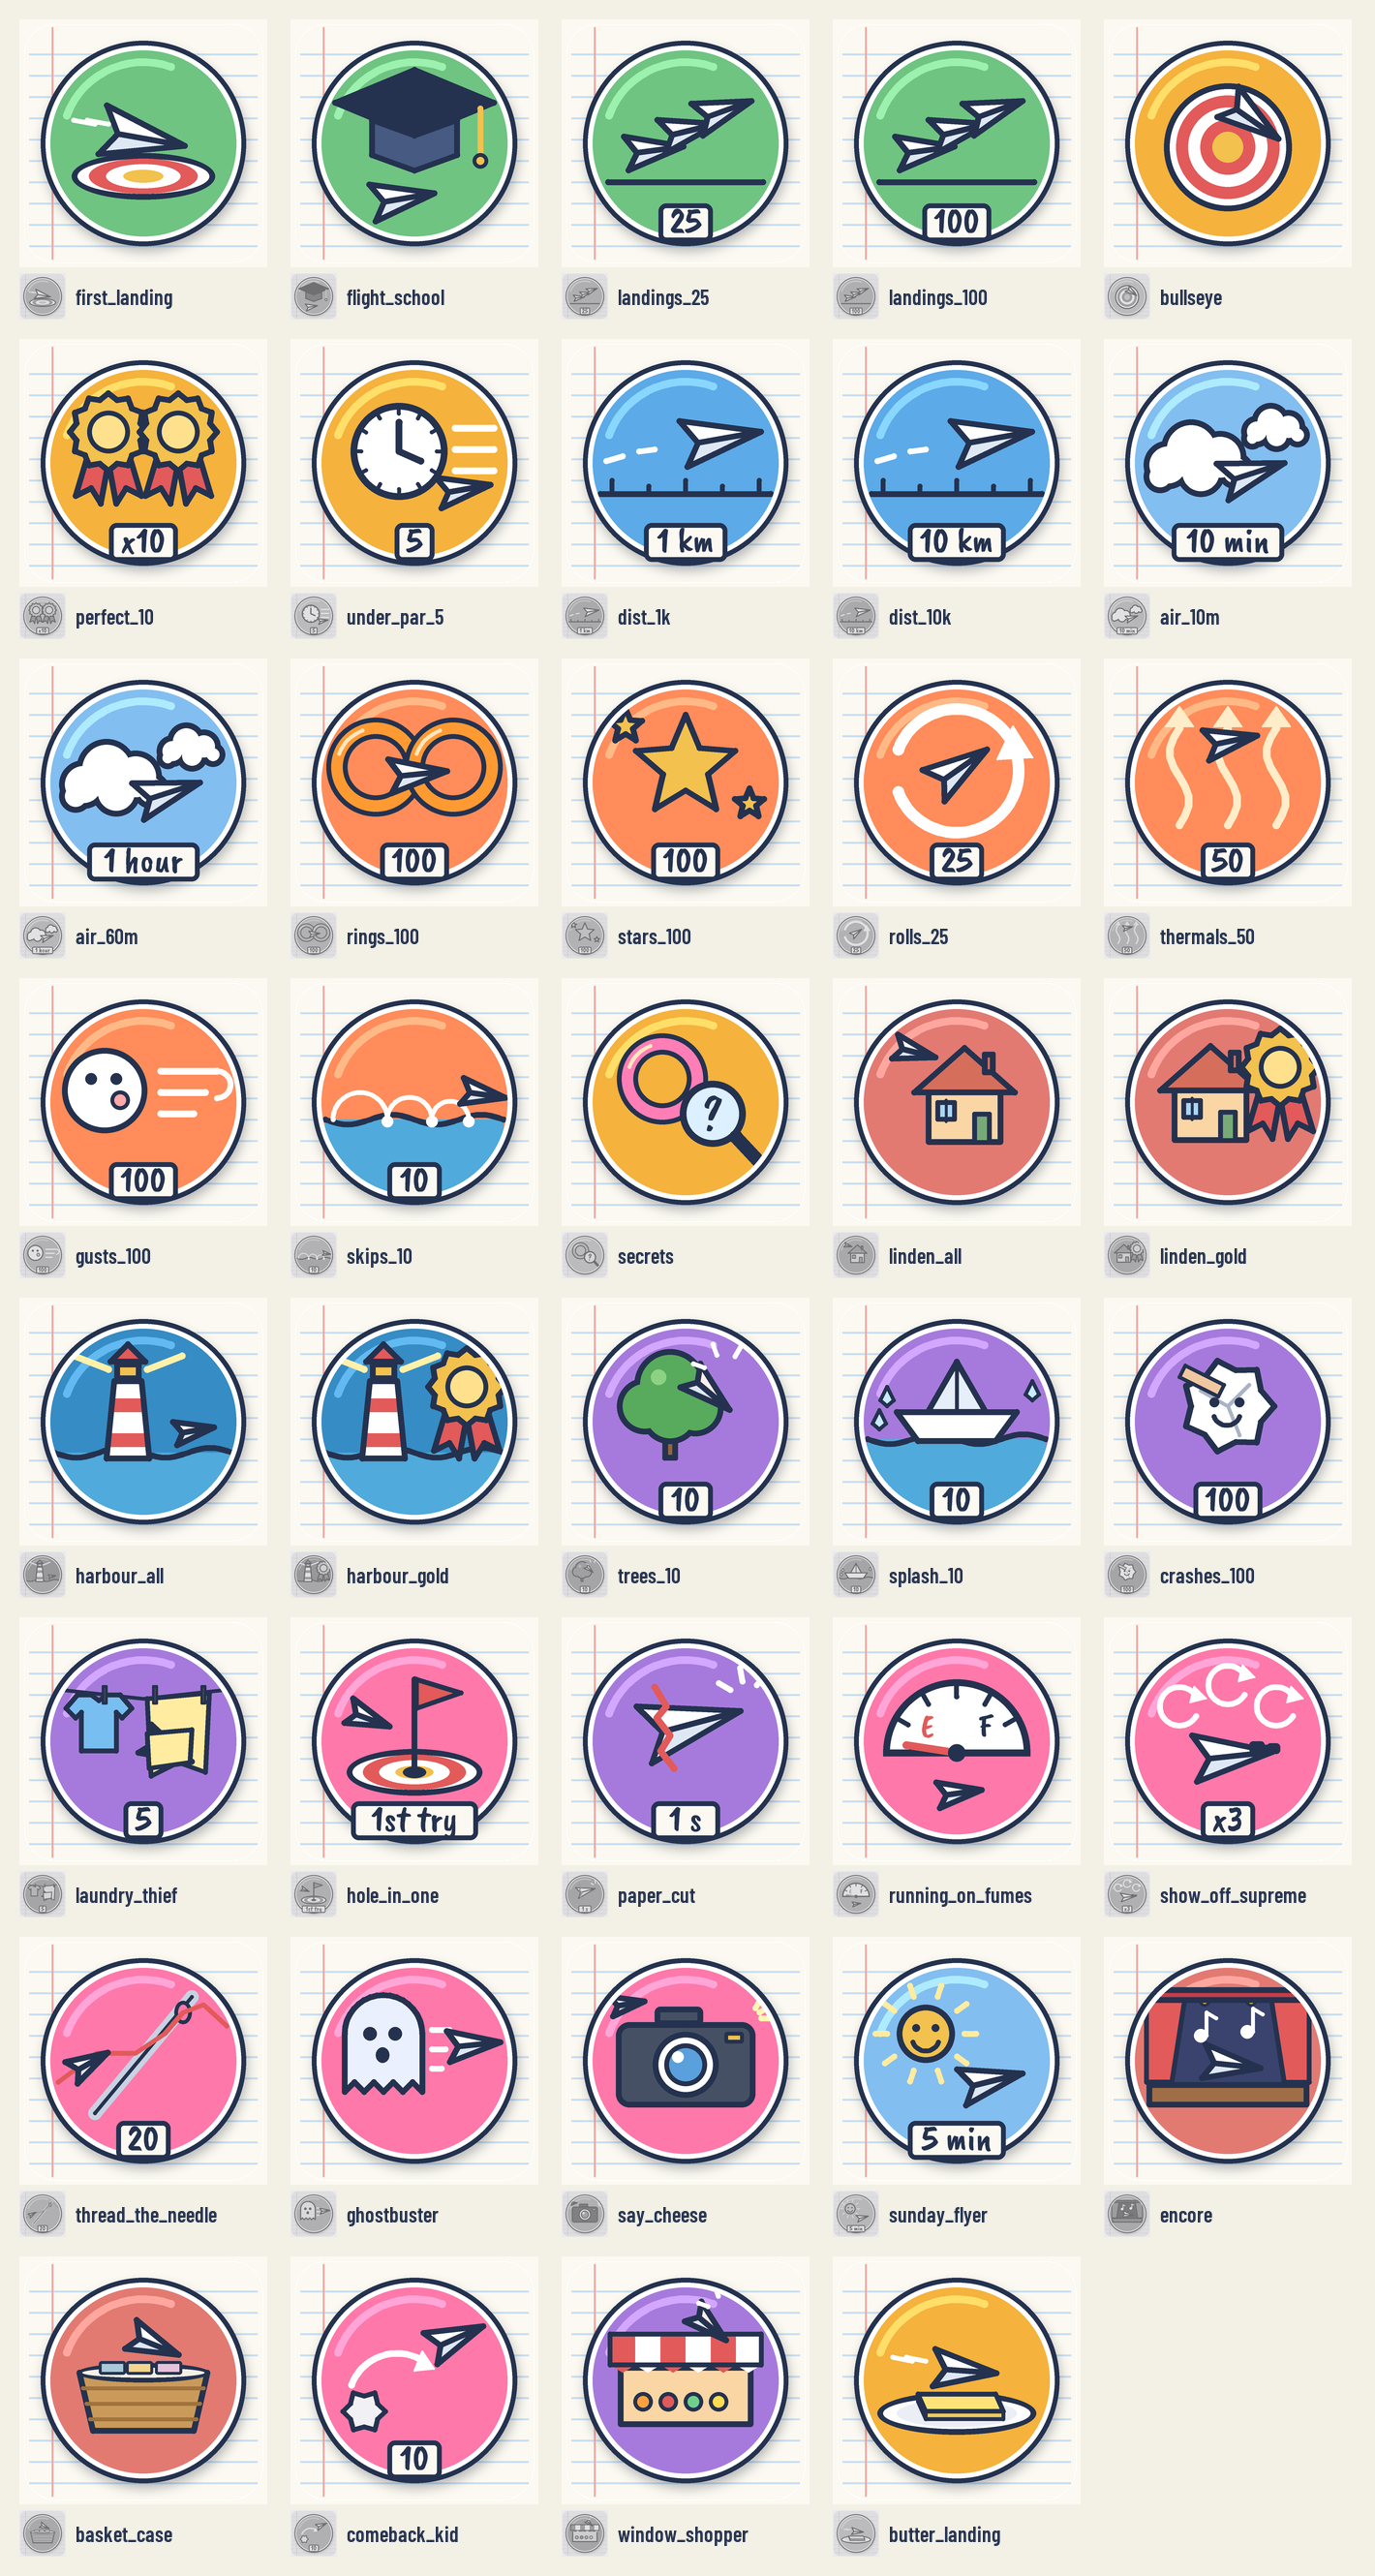 25
100
first_landing
flight_school
landings_25
landings_100
bullseye
x10
5
1 km
10 km
10 min
perfect_10
under_par_5
dist_1k
dist_10k
air_10m
1 hour
100
100
25
50
air_60m
rings_100
stars_100
rolls_25
thermals_50
?
100
10
gusts_100
skips_10
secrets
linden_all
linden_gold
10
10
100
harbour_all
harbour_gold
trees_10
splash_10
crashes_100
E F
5
1st try
1 s
x3
laundry_thief
hole_in_one
paper_cut
running_on_fumes
show_off_supreme
20
5 min
thread_the_needle
ghostbuster
say_cheese
sunday_flyer
encore
10
basket_case
comeback_kid
window_shopper
butter_landing